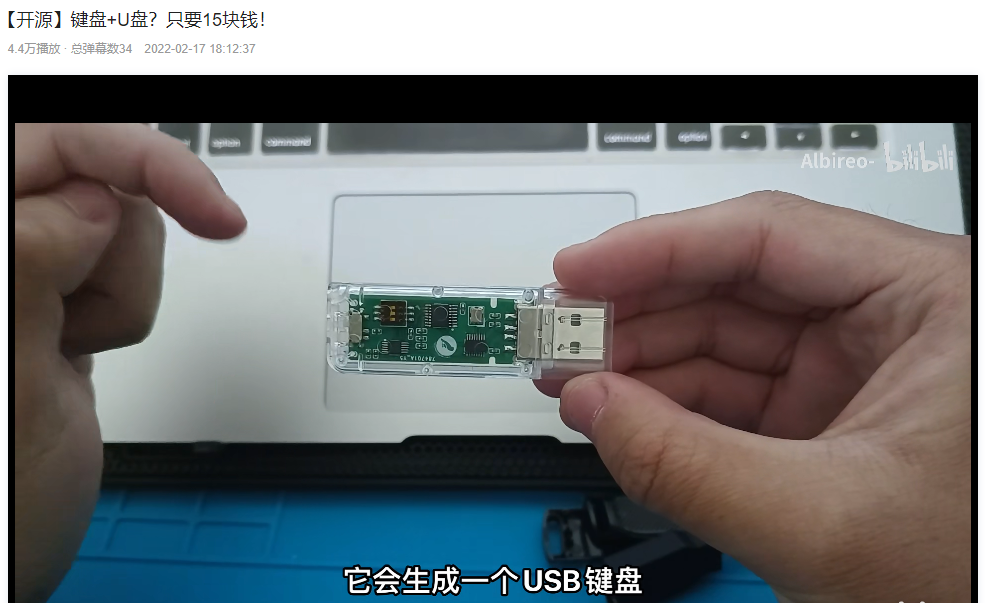 【开源】键盘+U盘？只要15块钱！
4.4万播放 · 总弹幕数34 2022-02-17 18:12:37
option
command
command
option
Albireo- bilibili
784701A_Y5
它会生成一个USB键盘